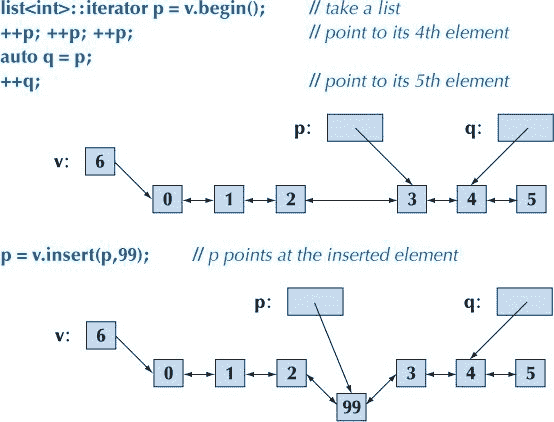 list<int>::iterator p = v.begin(); // take a list
++p; ++p; ++p; // point to its 4th element
auto q = p;
++q; // point to its 5th element
p: q:
v: 6
0 1 2 3 4 5
p = v.insert(p,99); // p points at the inserted element
p: q:
v: 6
0 1 2 3 4 5
99